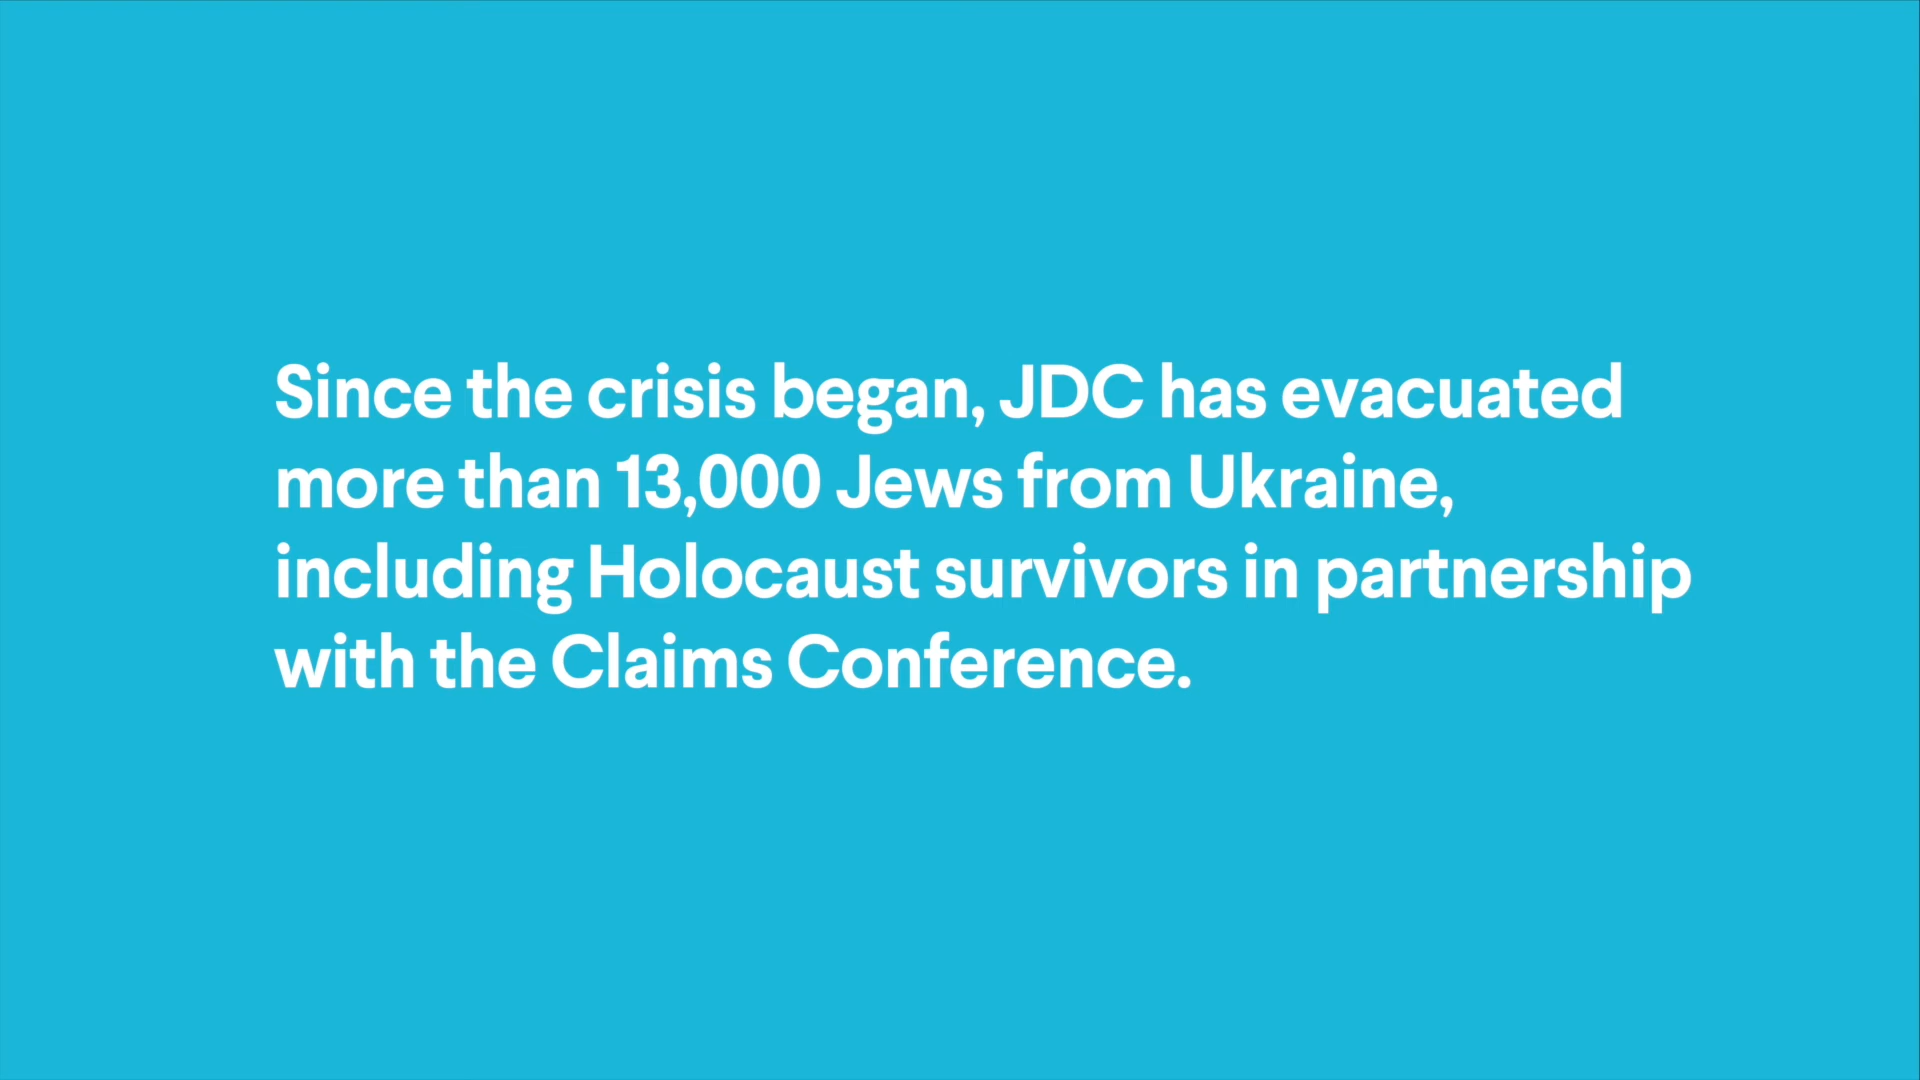 Since the crisis began, JDC has evacuated
more than 13,000 Jews from Ukraine,
including Holocaust survivors in partnership
with the Claims Conference.